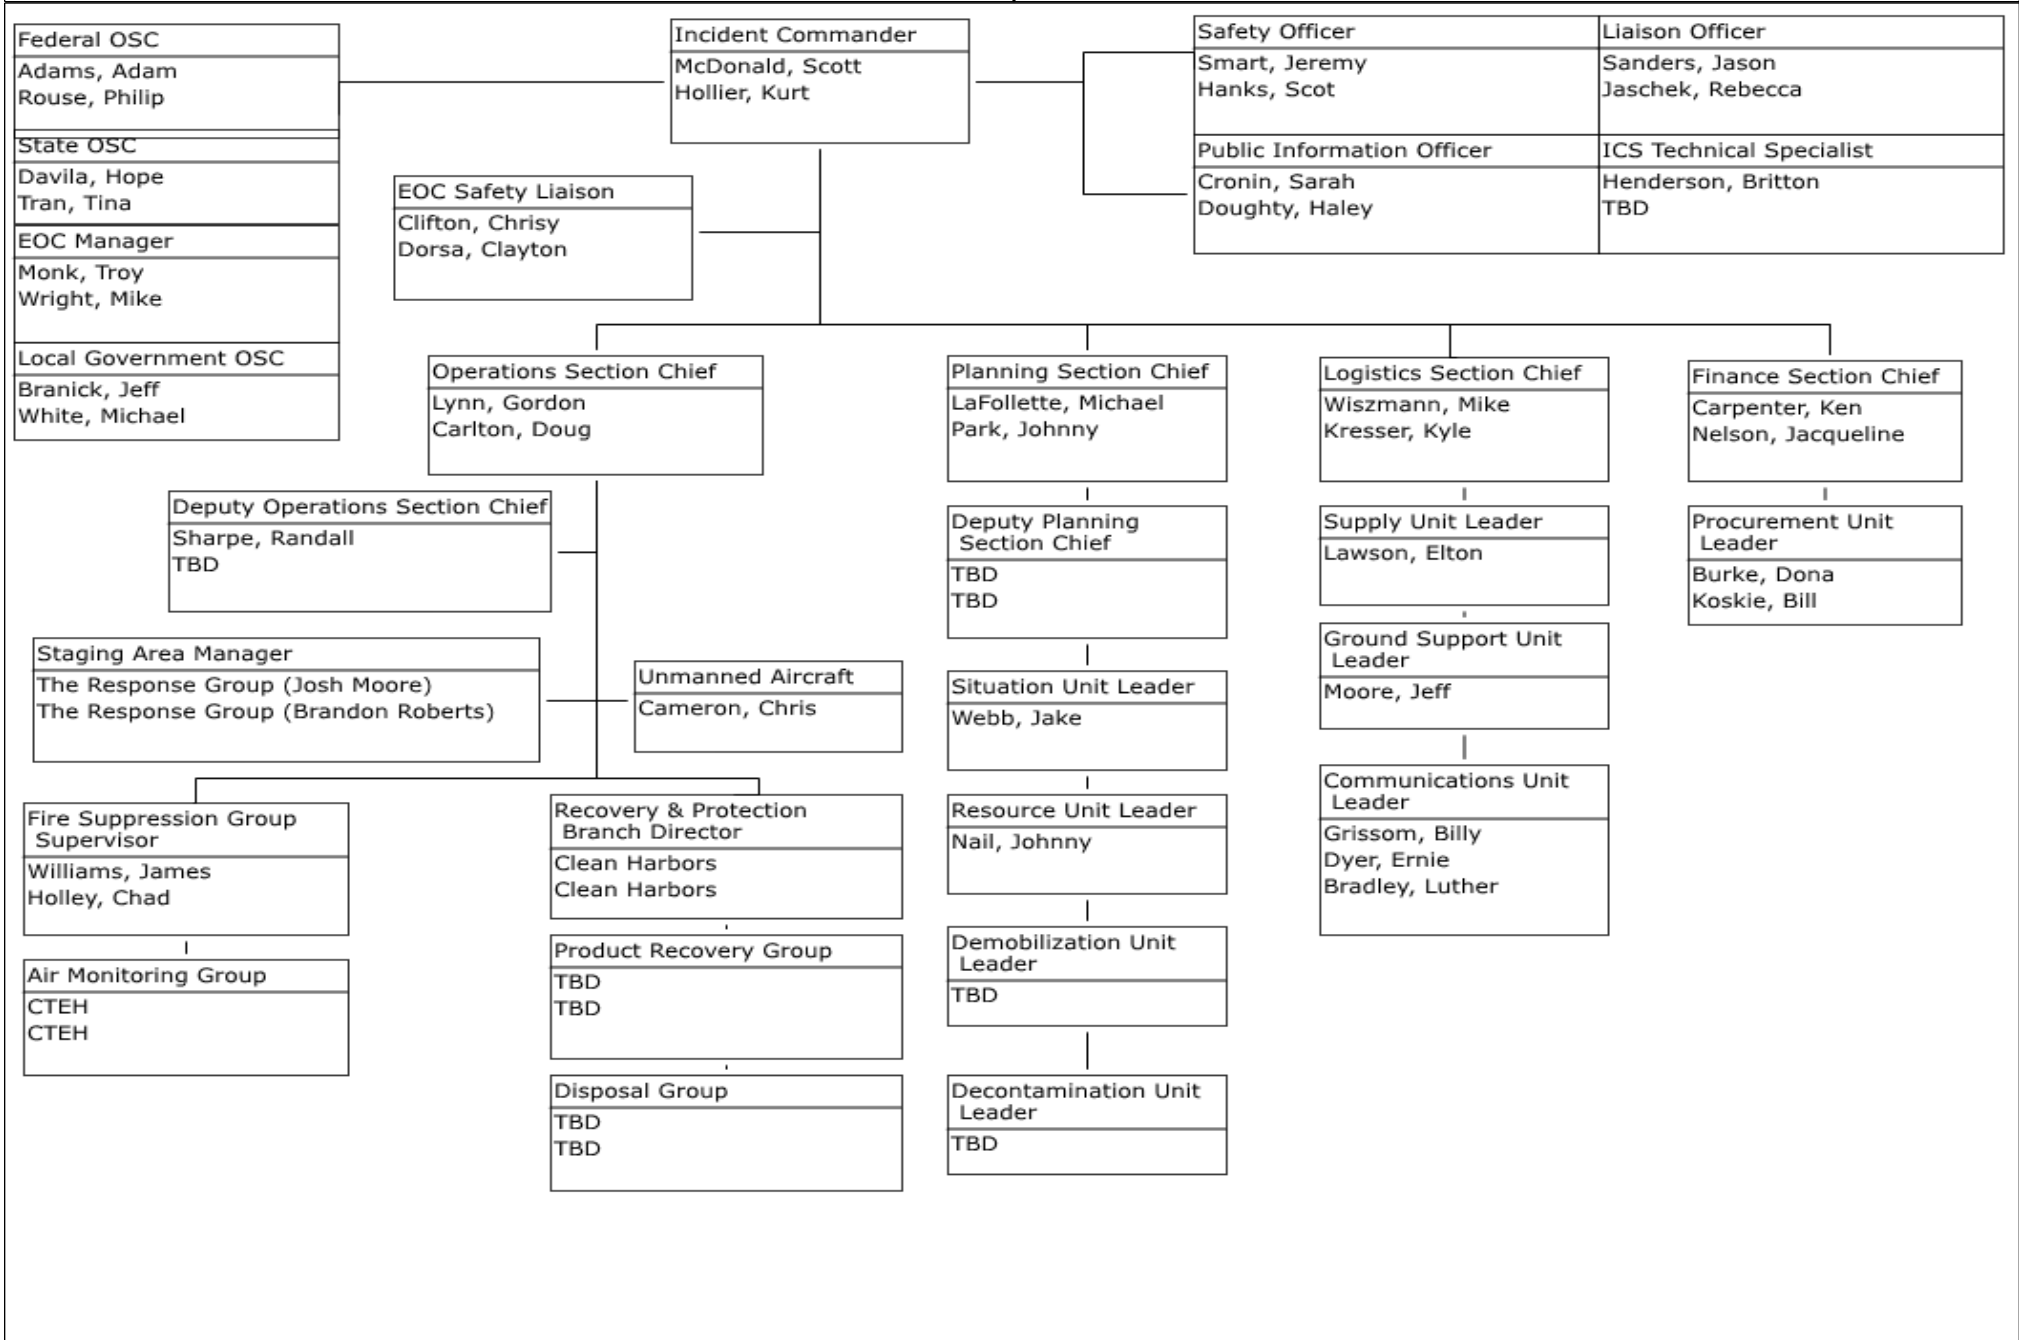 Federal OSC
Adams, Adam
Rouse, Philip
State OSC
Davila, Hope
Tran, Tina
EOC Manager
Monk, Troy
Wright, Mike
Local Government OSC
Branick, Jeff
White, Michael
Incident Commander
McDonald, Scott
Hollier, Kurt
Safety Officer
Smart, Jeremy
Hanks, Scot
Liaison Officer
Sanders, Jason
Jaschek, Rebecca
Public Information Officer
Cronin, Sarah
Doughty, Haley
ICS Technical Specialist
Henderson, Britton
TBD
EOC Safety Liaison
Clifton, Chrisy
Dorsa, Clayton
Operations Section Chief
Lynn, Gordon
Carlton, Doug
Deputy Operations Section Chief
Sharpe, Randall
TBD
Staging Area Manager
The Response Group (Josh Moore)
The Response Group (Brandon Roberts)
Unmanned Aircraft
Cameron, Chris
Fire Suppression Group
Supervisor
Williams, James
Holley, Chad
Air Monitoring Group
CTEH
CTEH
Recovery & Protection
Branch Director
Clean Harbors
Clean Harbors
Product Recovery Group
TBD
TBD
Disposal Group
TBD
TBD
Planning Section Chief
LaFollette, Michael
Park, Johnny
Deputy Planning
Section Chief
TBD
TBD
Situation Unit Leader
Webb, Jake
Resource Unit Leader
Nail, Johnny
Demobilization Unit
Leader
TBD
Decontamination Unit
Leader
TBD
Logistics Section Chief
Wiszmann, Mike
Kresser, Kyle
Supply Unit Leader
Lawson, Elton
Ground Support Unit
Leader
Moore, Jeff
Communications Unit
Leader
Grissom, Billy
Dyer, Ernie
Bradley, Luther
Finance Section Chief
Carpenter, Ken
Nelson, Jacqueline
Procurement Unit
Leader
Burke, Dona
Koskie, Bill